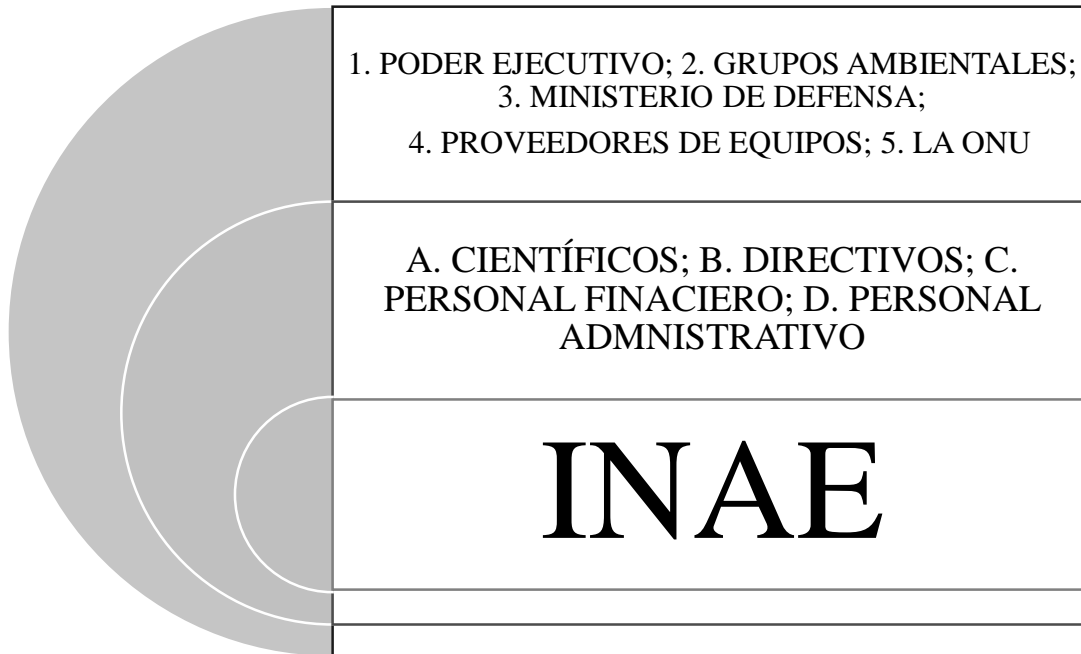 1. PODER EJECUTIVO; 2. GRUPOS AMBIENTALES;
3. MINISTERIO DE DEFENSA;
4. PROVEEDORES DE EQUIPOS; 5. LA ONU
A. CIENTÍFICOS; B. DIRECTIVOS; C.
PERSONAL FINACIERO; D. PERSONAL
ADMNISTRATIVO
INAE